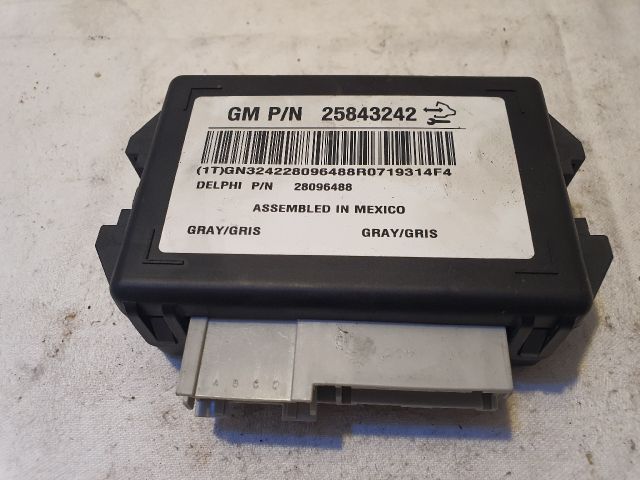 GM P/N 25843242
(1T)GN324228096488R0719314F4
DELPHI P/N 28096488
ASSEMBLED IN MEXICO
GRAY/GRIS GRAY/GRIS